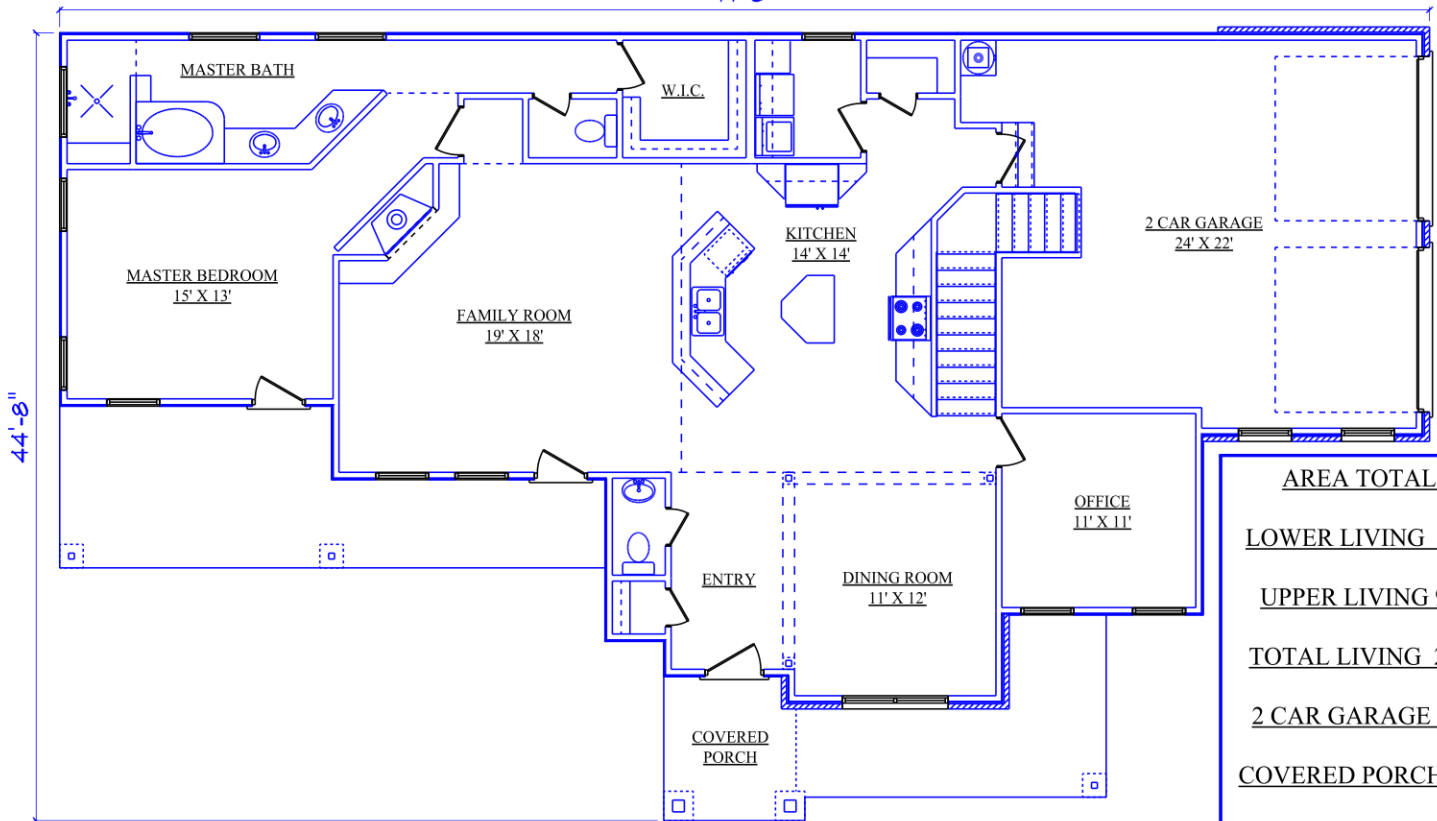 MASTER BATH
W.I.C.
2 CAR GARAGE
24' X 22'
KITCHEN
14' X 14'
MASTER BEDROOM
15' X 13'
FAMILY ROOM
19' X 18'
44'-8"
OFFICE
11' X 11'
ENTRY
DINING ROOM
11' X 12'
COVERED
PORCH
AREA TOTAL
LOWER LIVING
UPPER LIVING
TOTAL LIVING
2 CAR GARAGE
COVERED PORCH